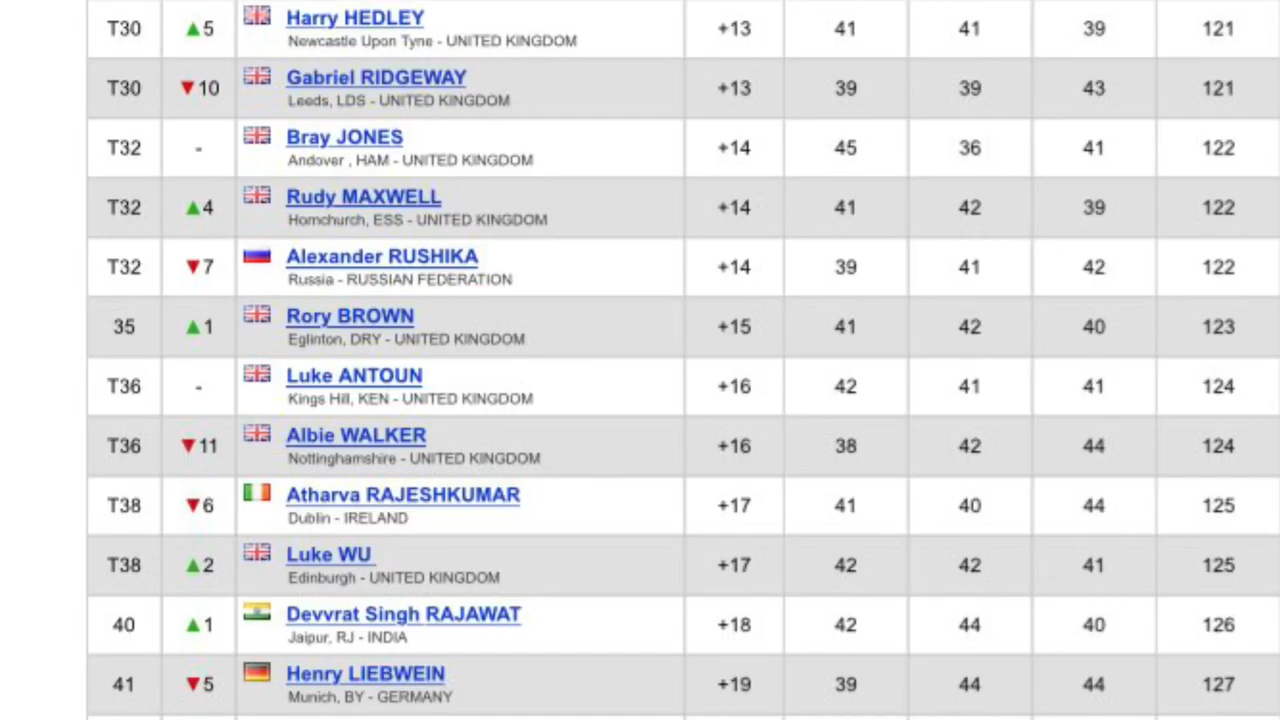 T30 ▲5 Harry HEDLEY +13 41 41 39 121
Newcastle Upon Tyne - UNITED KINGDOM
T30 ▼10 Gabriel RIDGEWAY +13 39 39 43 121
Leeds, LDS - UNITED KINGDOM
T32 - Bray JONES +14 45 36 41 122
Andover , HAM - UNITED KINGDOM
T32 ▲4 Rudy MAXWELL +14 41 42 39 122
Hornchurch, ESS - UNITED KINGDOM
T32 ▼7 Alexander RUSHIKA +14 39 41 42 122
Russia - RUSSIAN FEDERATION
35 ▲1 Rory BROWN +15 41 42 40 123
Eglinton, DRY - UNITED KINGDOM
T36 - Luke ANTOUN +16 42 41 41 124
Kings Hill, KEN - UNITED KINGDOM
T36 ▼11 Albie WALKER +16 38 42 44 124
Nottinghamshire - UNITED KINGDOM
T38 ▼6 Atharva RAJESHKUMAR +17 41 40 44 125
Dublin - IRELAND
T38 ▲2 Luke WU +17 42 42 41 125
Edinburgh - UNITED KINGDOM
40 ▲1 Devvrat Singh RAJAWAT +18 42 44 40 126
Jaipur, RJ - INDIA
41 ▼5 Henry LIEBWEIN +19 39 44 44 127
Munich, BY - GERMANY